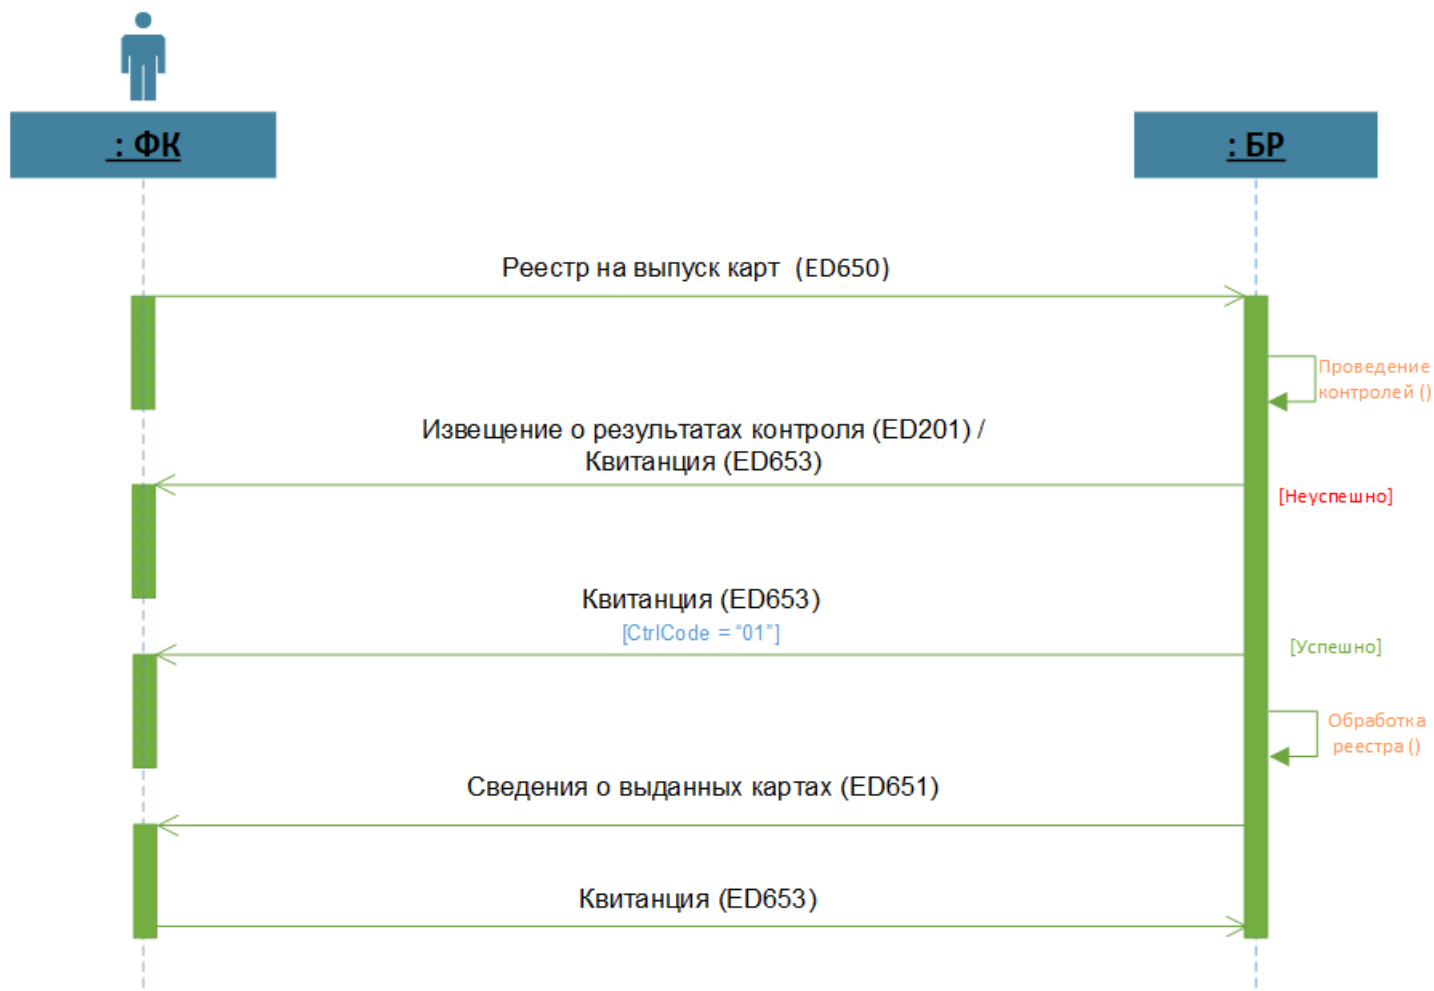 : ФК
: БР
Реестр на выпуск карт (ED650)
Проведение
контролей ()
Извещение о результатах контроля (ED201) /
Квитанция (ED653)
[Неуспешно]
Квитанция (ED653)
[CtrlCode = “01”]
[Успешно]
Обработка
реестра ()
Сведения о выданных картах (ED651)
Квитанция (ED653)